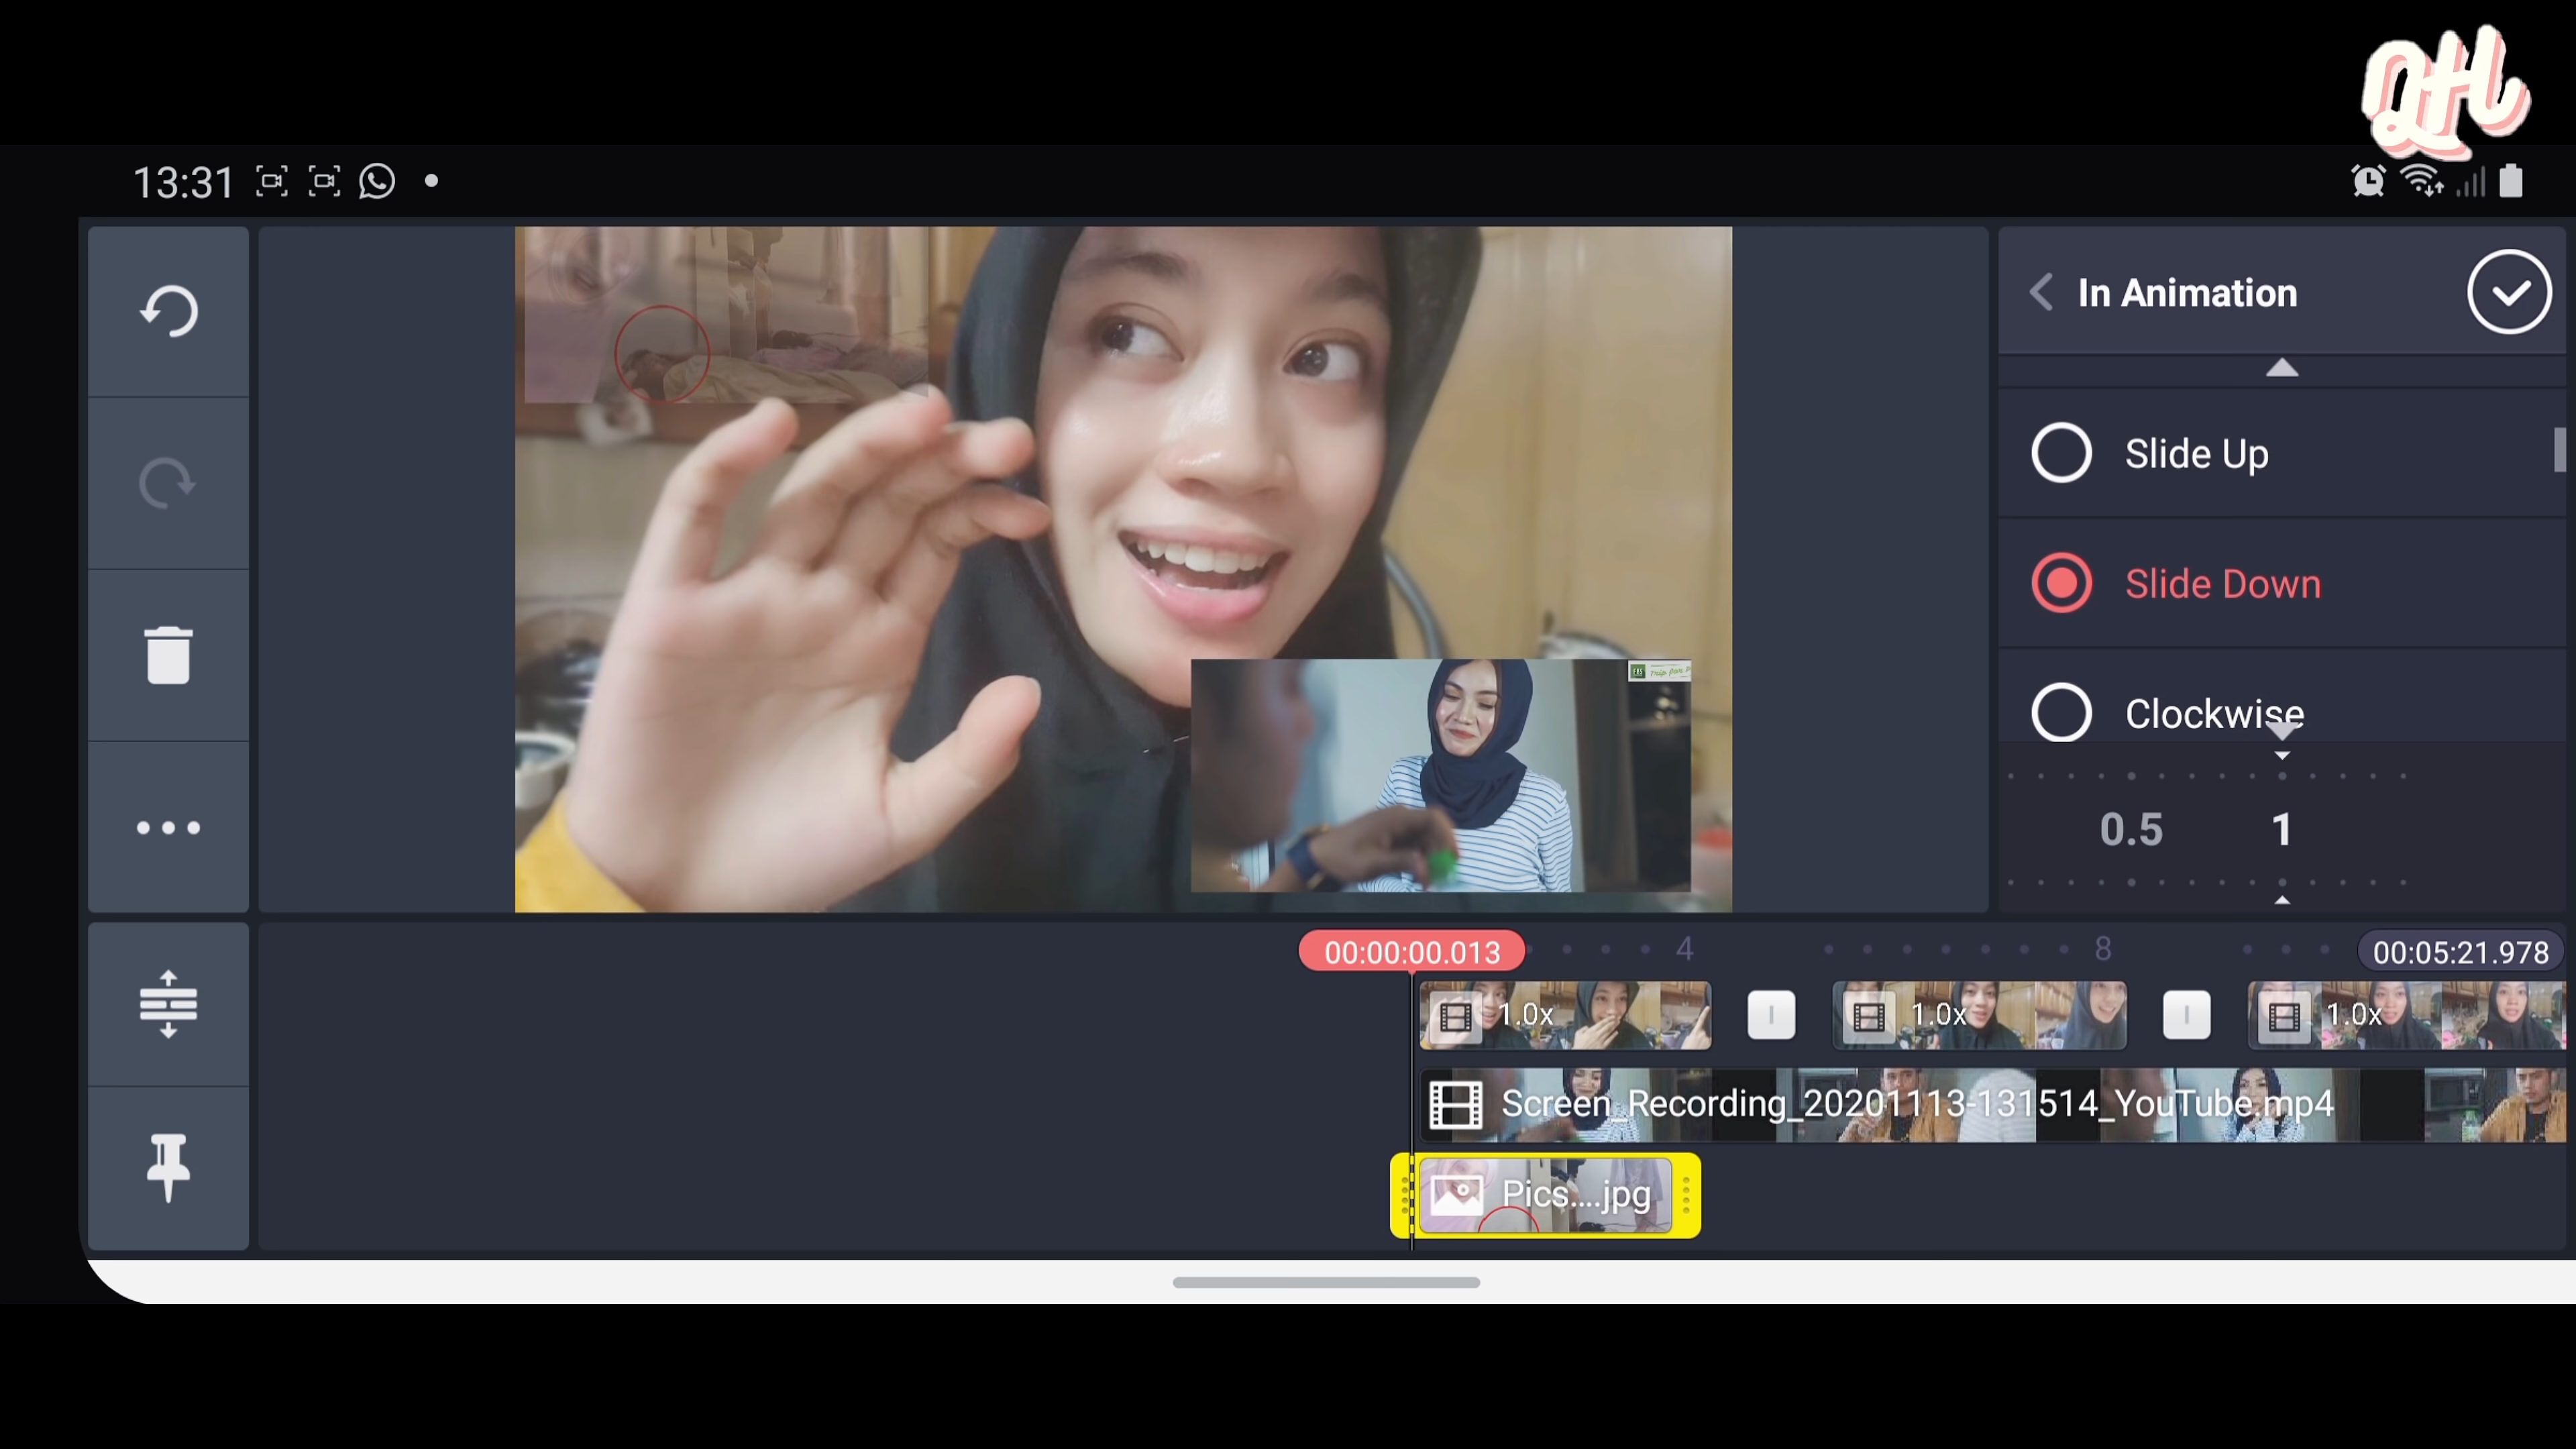 QHL
13:31
In Animation
Slide Up
Slide Down
Clockwise
0.5 1
00:00:00.013 4 8 00:05:21.978
1.0x 1.0x 1.0x
Screen_Recording_20201113-131514_YouTube.mp4
Pics....jpg